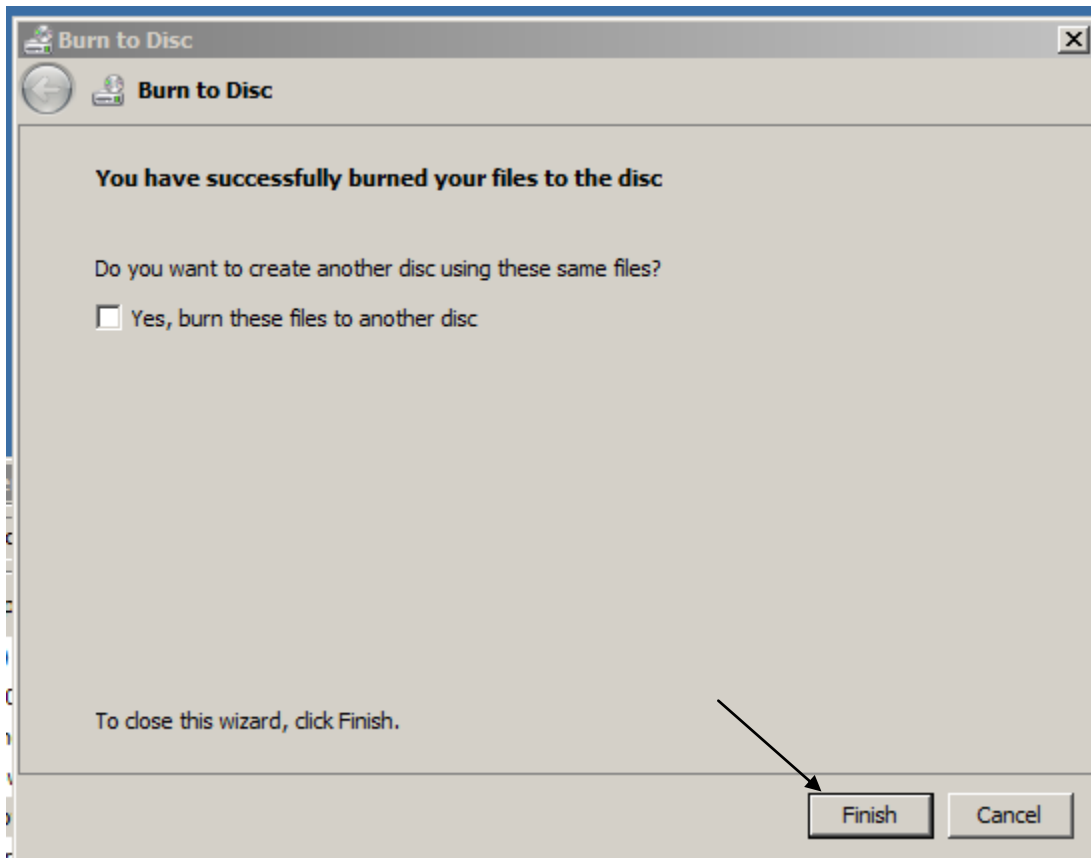 Burn to Disc
Burn to Disc
You have successfully burned your files to the disc
Do you want to create another disc using these same files?
Yes, burn these files to another disc
To close this wizard, click Finish.
Finish Cancel